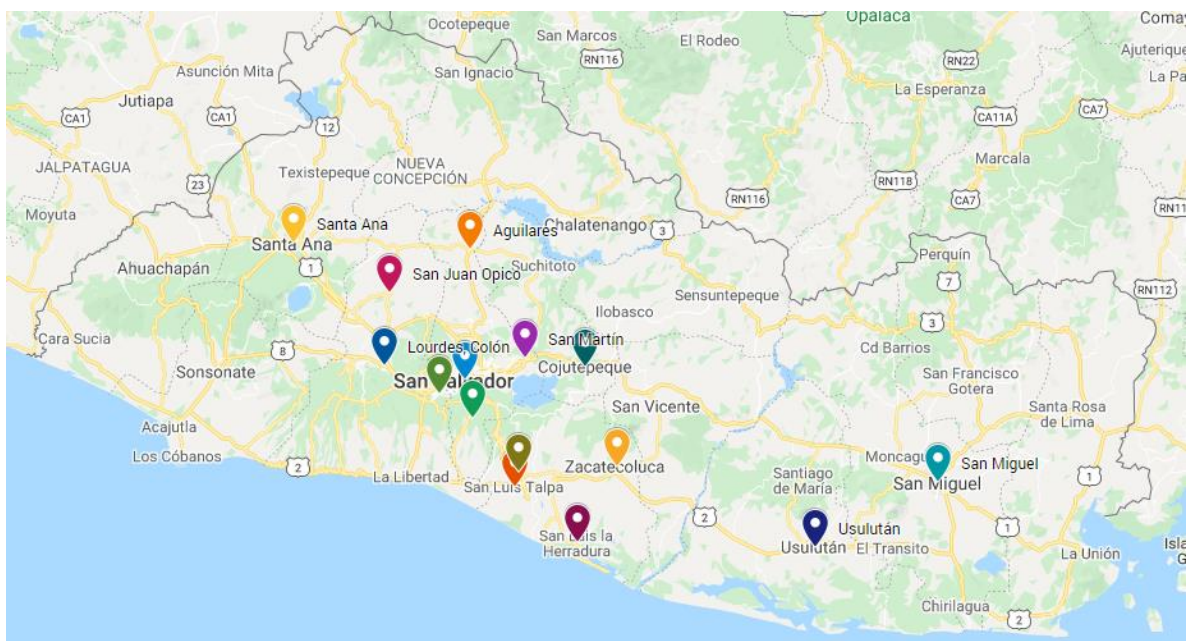 Ocotepeque
San Marcos
El Rodeo
Opalaca
Comay
Asunción Mita
San Ignacio
RN116
RN22
Ajuterique
La Esperanza
La Pa
Jutiapa
CA1
CA1
12
CA11A
CA7
JALPATAGUA
Texistepeque
NUEVA
CONCEPCIÓN
Marcala
23
RN118
RN116
CA7
Moyuta
Santa Ana
Santa Ana
Aguilares
Chalatenango
3
RN11
Ahuachapán
1
San Juan Opico
Suchitoto
Perquín
7
Sensuntepeque
RN112
Ilobasco
3
Cara Sucia
8
Lourdes, Colón
San Martín
Cojutepeque
Cd Barrios
Sonsonate
San Salvador
San Francisco
Gotera
San Vicente
Santa Rosa
de Lima
Acajutla
Los Cóbanos
2
La Libertad
San Luis Talpa
Zacatecoluca
Santiago
de María
Moncagu
San Miguel
San Miguel
1
2
San Luis la
Herradura
Usulután
Usulután
El Transito
1
La Unión
Isla
G
Chirilagua
2